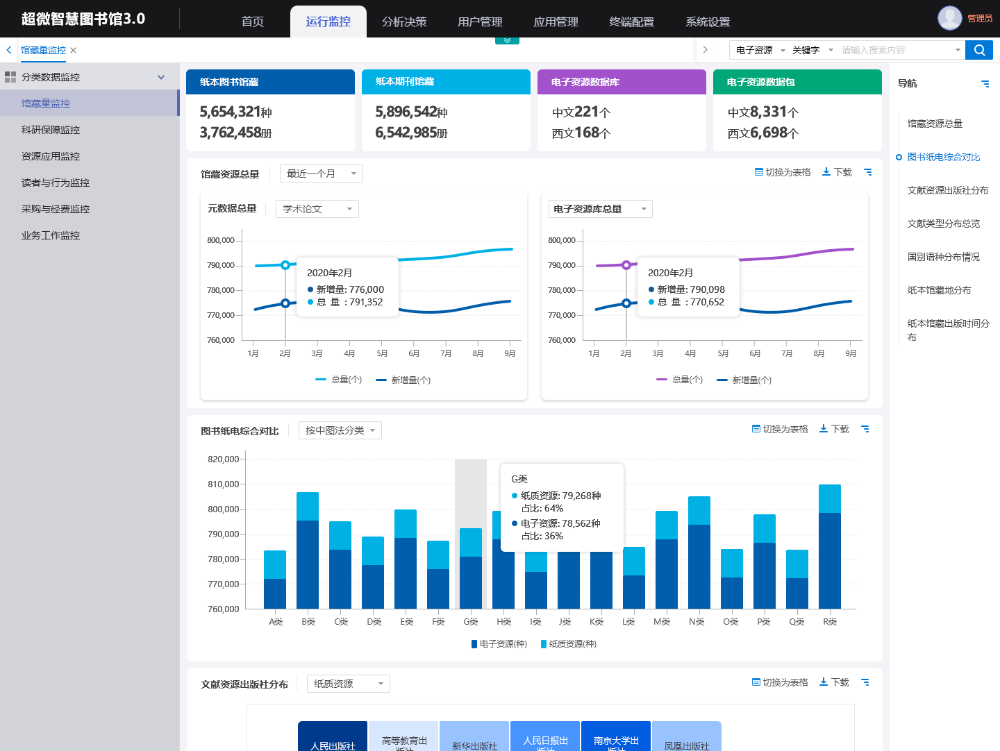 超微智慧图书馆3.0
首页
运行监控
分析决策
用户管理
应用管理
终端配置
系统设置
管理员
馆藏量监控
电子资源
关键字
请输入搜索内容
分类数据监控
馆藏量监控
科研保障监控
资源应用监控
读者与行为监控
采购与经费监控
业务工作监控
纸本图书馆藏
5,654,321种
3,762,458册
纸本期刊馆藏
5,896,542种
6,542,985册
电子资源数据库
中文221个
西文168个
电子资源数据包
中文8,331个
西文6,698个
导航
馆藏资源总量
图书纸电综合对比
文献资源出版社分布
文献类型分布总览
国别语种分布情况
纸本馆藏地分布
纸本馆藏出版时间分
布
馆藏资源总量
最近一个月
切换为表格
下载
元数据总量
学术论文
800,000
790,000
780,000
770,000
760,000
2020年2月
新增量: 776,000
总 量 : 791,352
1月 2月 3月 4月 5月 6月 7月 8月 9月
总量(个) 新增量(个)
电子资源库总量
800,000
790,000
780,000
770,000
760,000
2020年2月
新增量: 790,098
总 量 : 770,652
1月 2月 3月 4月 5月 6月 7月 8月 9月
总量(个) 新增量(个)
图书纸电综合对比
按中图法分类
切换为表格
下载
820,000
810,000
800,000
790,000
780,000
770,000
760,000
G类
纸质资源: 79,268种
占比: 64%
电子资源: 78,562种
占比: 36%
A类 B类 C类 D类 E类 F类 G类 H类 I类 J类 K类 L类 M类 N类 O类 P类 Q类 R类
电子资源(种) 纸质资源(种)
文献资源出版社分布
纸质资源
切换为表格
下载
人民出版社
高等教育出
版社
新华出版社
人民日报出
版社
南京大学出
版社
凤凰出版社